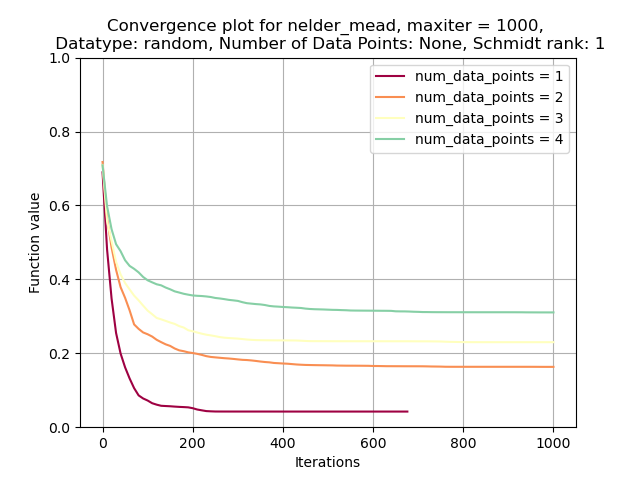 Convergence plot for nelder_mead, maxiter = 1000,
Datatype: random, Number of Data Points: None, Schmidt rank: 1
1.0
0.8
0.6
0.4
0.2
0.0
Function value
num_data_points = 1
num_data_points = 2
num_data_points = 3
num_data_points = 4
0 200 400 600 800 1000
Iterations